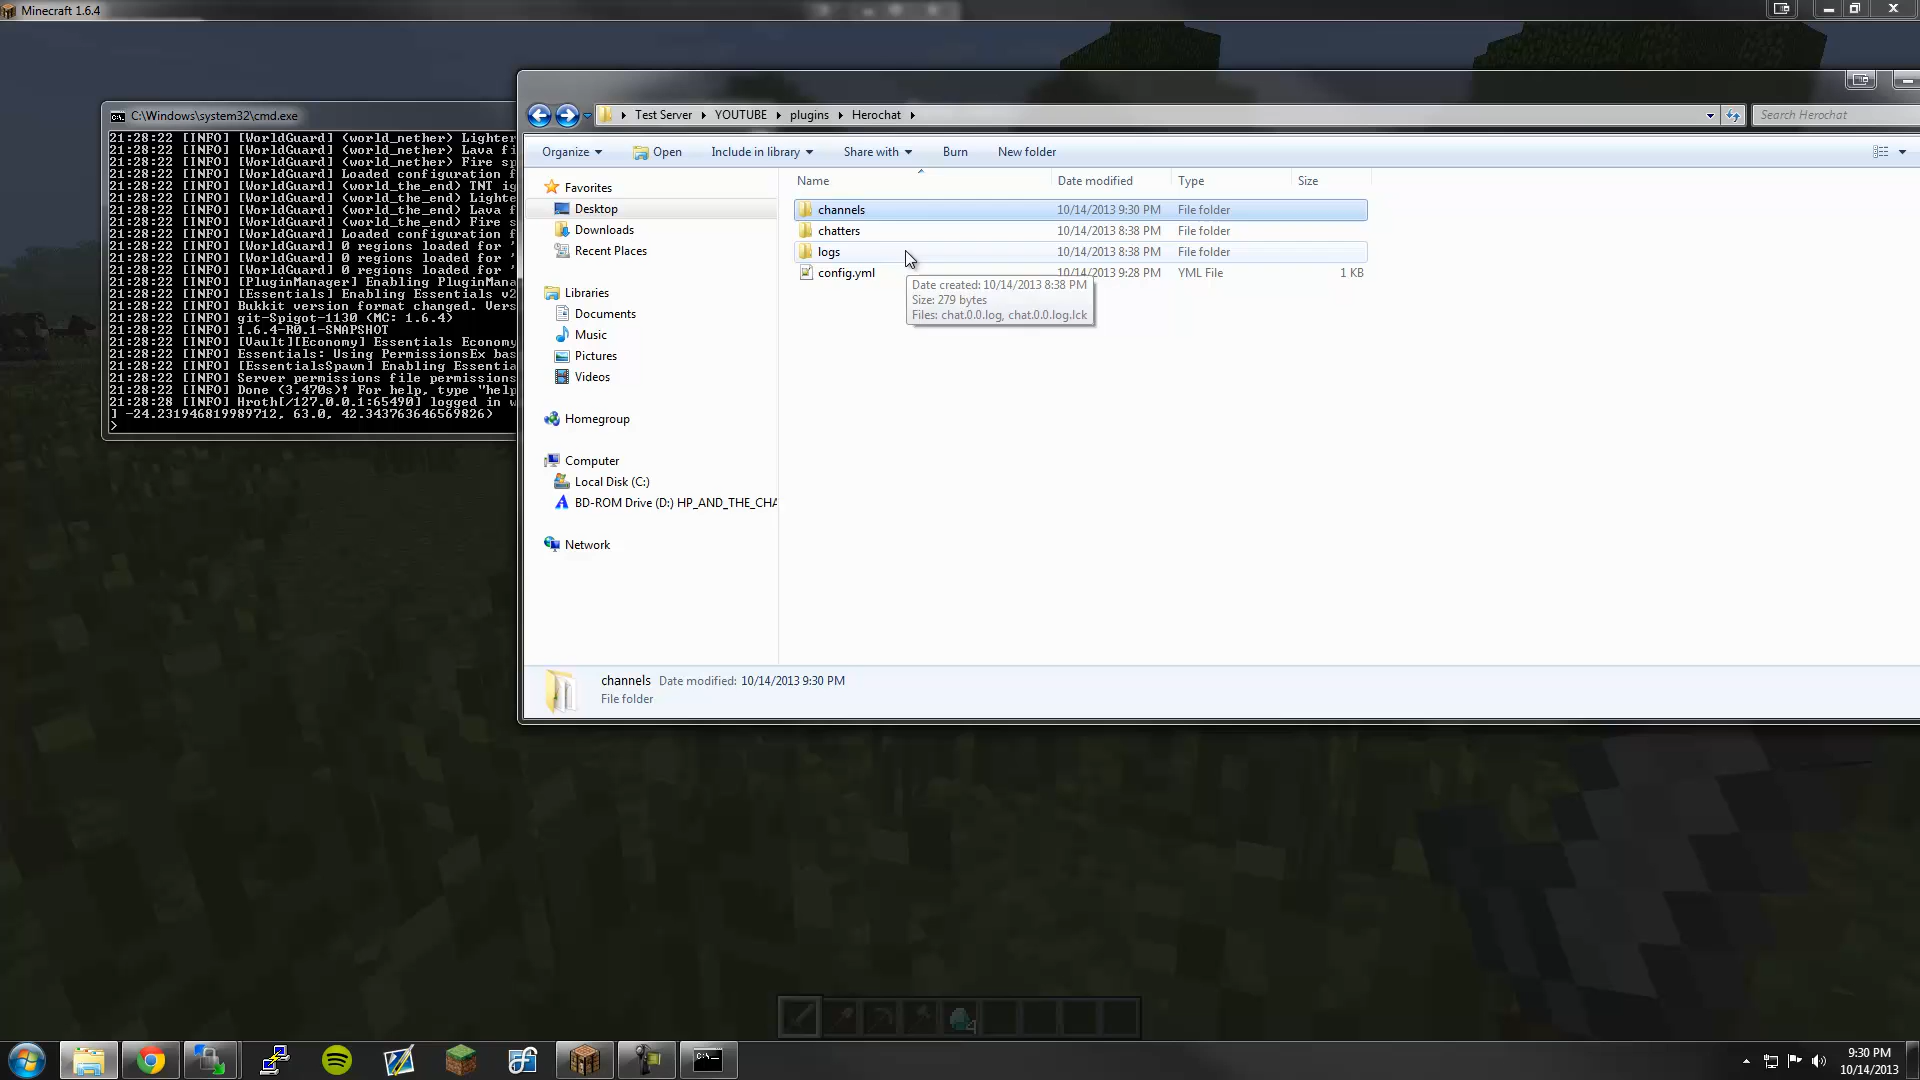 Minecraft 1.6.4
C:\Windows\system32\cmd.exe
21:28:22 [INFO] [WorldGuard] (world_nether) Lighter
21:28:22 [INFO] [WorldGuard] (world_nether) Lava fi
21:28:22 [INFO] [WorldGuard] (world_nether) Fire sp
21:28:22 [INFO] [WorldGuard] Loaded configuration f
21:28:22 [INFO] [WorldGuard] (world_the_end) TNT ig
21:28:22 [INFO] [WorldGuard] (world_the_end) Lighte
21:28:22 [INFO] [WorldGuard] (world_the_end) Lava f
21:28:22 [INFO] [WorldGuard] (world_the_end) Fire s
21:28:22 [INFO] [WorldGuard] Loaded configuration f
21:28:22 [INFO] [WorldGuard] 0 regions loaded for '
21:28:22 [INFO] [WorldGuard] 0 regions loaded for '
21:28:22 [INFO] [WorldGuard] 0 regions loaded for '
21:28:22 [INFO] [PluginManager] Enabling PluginMana
21:28:22 [INFO] [Essentials] Enabling Essentials v2
21:28:22 [INFO] Bukkit version format changed. Vers
21:28:22 [INFO] git-Spigot-1130 (MC: 1.6.4)
21:28:22 [INFO] 1.6.4-R0.1-SNAPSHOT
21:28:22 [INFO] [Vault][Economy] Essentials Economy
21:28:22 [INFO] Essentials: Using PermissionsEx bas
21:28:22 [INFO] [EssentialsSpawn] Enabling Essentia
21:28:22 [INFO] Server permissions file permissions
21:28:22 [INFO] Done (3.470s)! For help, type "help
21:28:28 [INFO] Hroth[/127.0.0.1:65490] logged in w
] -24.231946819989712, 63.0, 42.343763646569826)
>
Test Server YOUTUBE plugins Herochat
Search Herochat
Organize Open Include in library Share with Burn New folder
Name Date modified Type Size
channels 10/14/2013 9:30 PM File folder
chatters 10/14/2013 8:38 PM File folder
logs 10/14/2013 8:38 PM File folder
config.yml 10/14/2013 9:28 PM YML File 1 KB
Date created: 10/14/2013 8:38 PM
Size: 279 bytes
Files: chat.0.0.log, chat.0.0.log.lck
Favorites
Desktop
Downloads
Recent Places
Libraries
Documents
Music
Pictures
Videos
Homegroup
Computer
Local Disk (C:)
BD-ROM Drive (D:) HP_AND_THE_CHA
Network
channels Date modified: 10/14/2013 9:30 PM
File folder
4
C:\
9:30 PM
10/14/2013